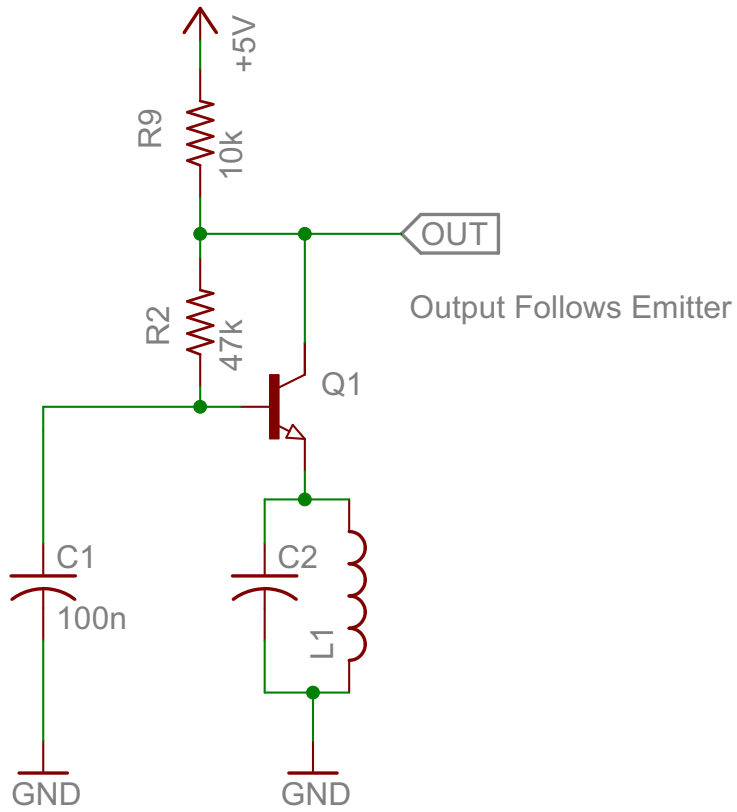 +5V
R9
10k
OUT
Output Follows Emitter
R2
47k
Q1
C1
100n
C2
L1
GND
GND